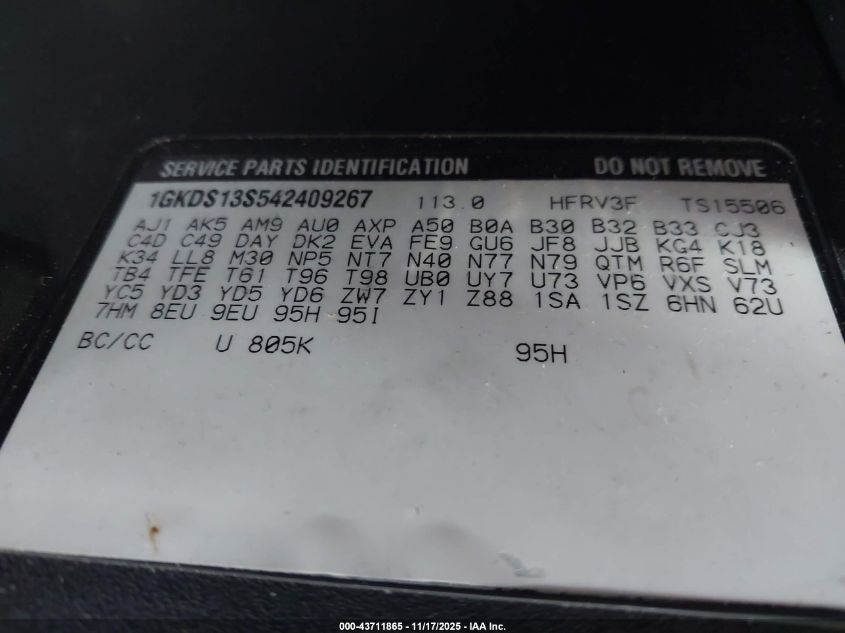 SERVICE PARTS IDENTIFICATION DO NOT REMOVE
1GKDS13S542409267 113.0 HFRV3F TS15506
AJ1 AK5 AM9 AU0 AXP A50 B0A B30 B32 B33 CJ3
C4D C49 DAY DK2 EVA FE9 GU6 JF8 JJB KG4 K18
K34 LL8 M30 NP5 NT7 N40 N77 N79 QTM R6F SLM
TB4 TFE T61 T96 T98 UB0 UY7 U73 VP6 VXS V73
YC5 YD3 YD5 YD6 ZW7 ZY1 Z88 1SA 1SZ 6HN 62U
7HM 8EU 9EU 95H 95I
BC/CC U 805K 95H
000-43711865 - 11/17/2025 - IAA Inc.